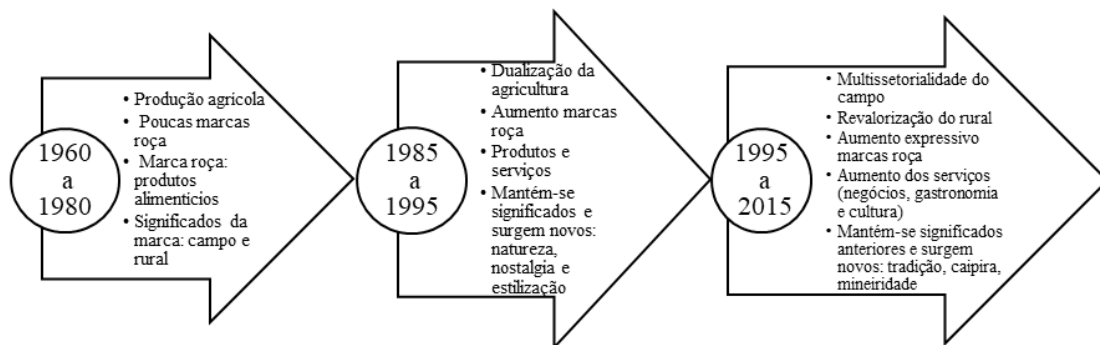 1960
a
1980
• Produção agricola
• Poucas marcas
roça
• Marca roça:
produtos
alimenticios
• Significados da
marca: campo e
rural
1985
a
1995
• Dualização da
agricultura
• Aumento marcas
roça
• Produtos e
serviços
• Mantém-se
significados e
surgem novos:
natureza,
nostalgia e
estilização
1995
a
2015
• Multissetorialidade do
campo
• Revalorização do rural
• Aumento expressivo
marcas roça
• Aumento dos serviços
(negócios, gastronomia
e cultura)
• Mantém-se significados
anteriores e surgem
novos: tradição, caipira,
mineiridade